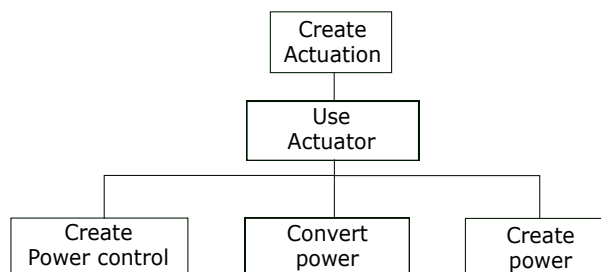 Create
Actuation
Use
Actuator
Create
Power control
Convert
power
Create
power